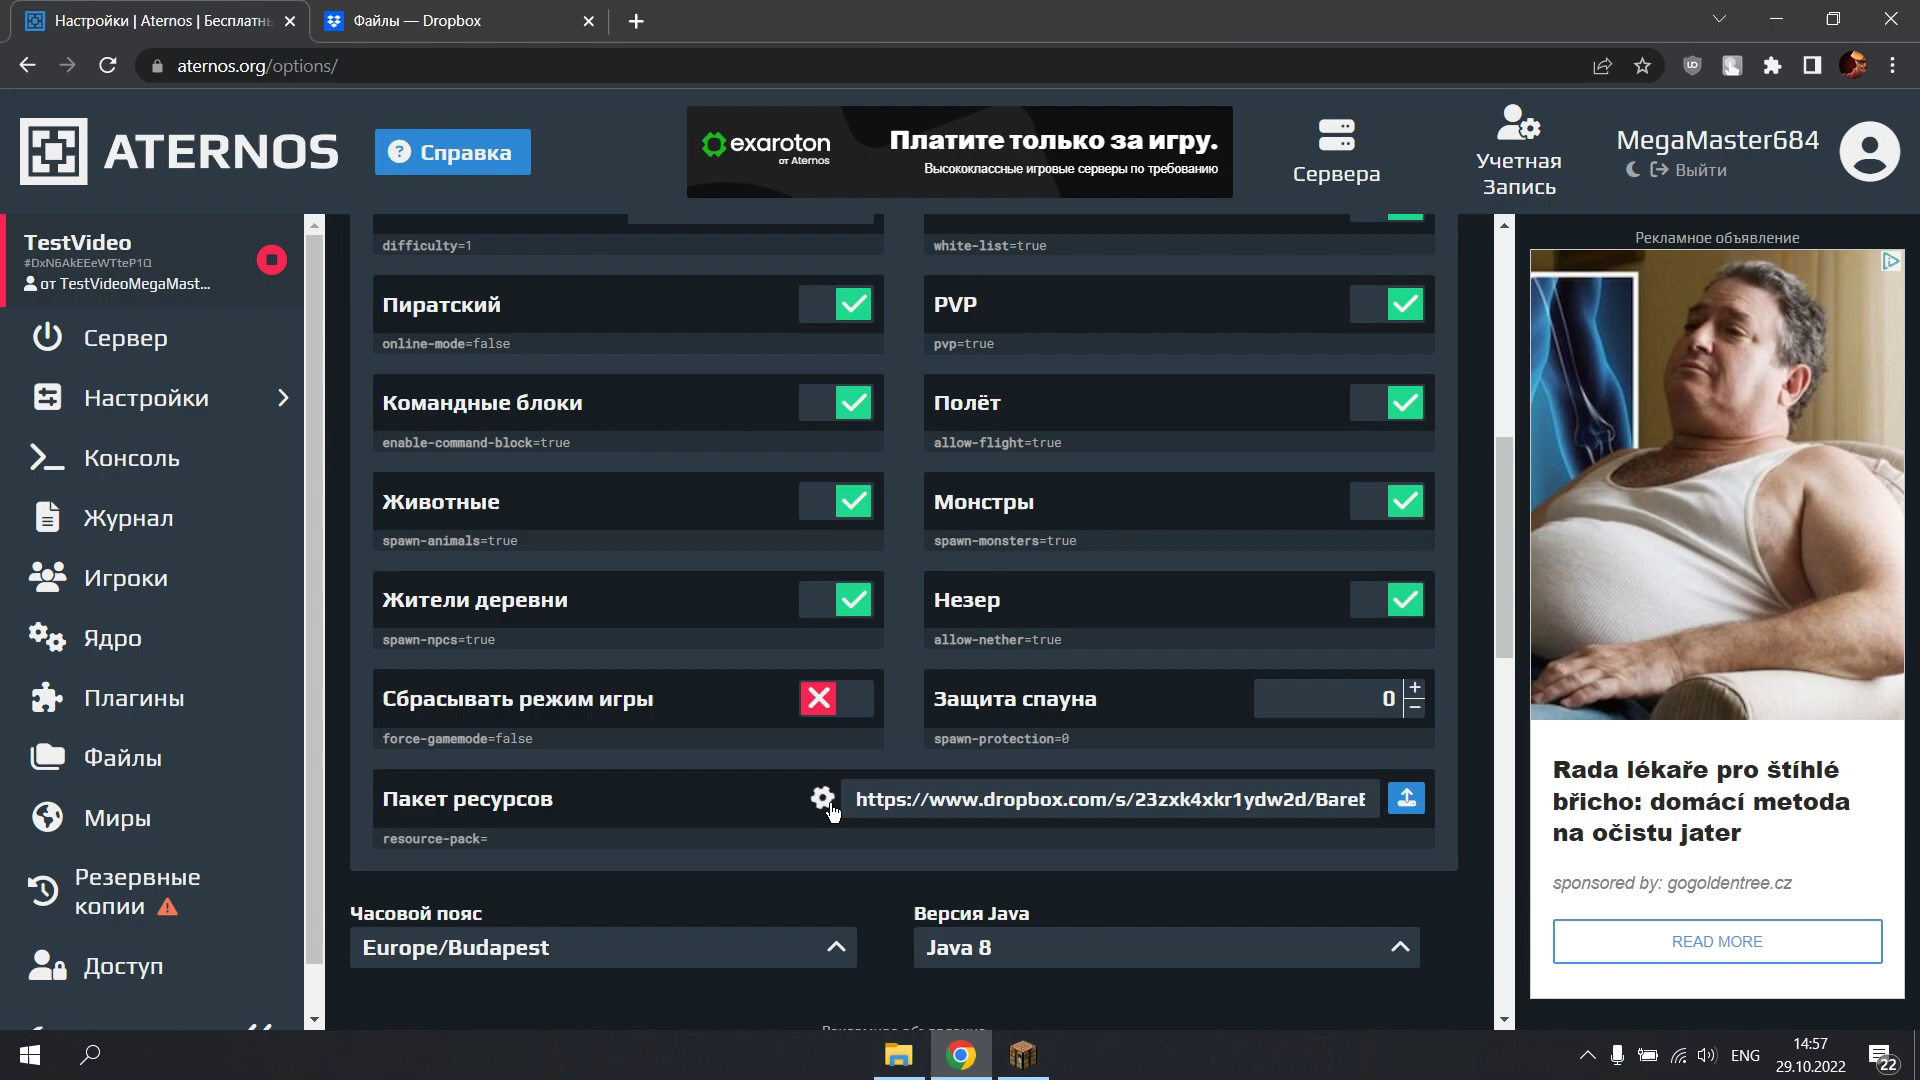 Настройки | Aternos | Бесплатнь
Файлы — Dropbox
aternos.org/options/
ATERNOS
? Справка
exaroton
от Aternos
Платите только за игру.
Высококлассные игровые серверы по требованию
Сервера
Учетная
Запись
MegaMaster684
Выйти
TestVideo
#DxN6AkEEeWTteP1Q
от TestVideoMegaMast...
Сервер
Настройки
Консоль
Журнал
Игроки
Ядро
Плагины
Файлы
Миры
Резервные
копии
Доступ
difficulty=1
white-list=true
Пиратский
online-mode=false
PVP
pvp=true
Командные блоки
enable-command-block=true
Полёт
allow-flight=true
Животные
spawn-animals=true
Монстры
spawn-monsters=true
Жители деревни
spawn-npcs=true
Незер
allow-nether=true
Сбрасывать режим игры
force-gamemode=false
Защита спауна
0
spawn-protection=0
Пакет ресурсов
https://www.dropbox.com/s/23zxk4xkr1ydw2d/BareE
resource-pack=
Часовой пояс
Europe/Budapest
Версия Java
Java 8
Рекламное объявление
Rada lékaře pro štíhlé
břicho: domácí metoda
na očistu jater
sponsored by: gogoldentree.cz
READ MORE
ENG
14:57
29.10.2022
22